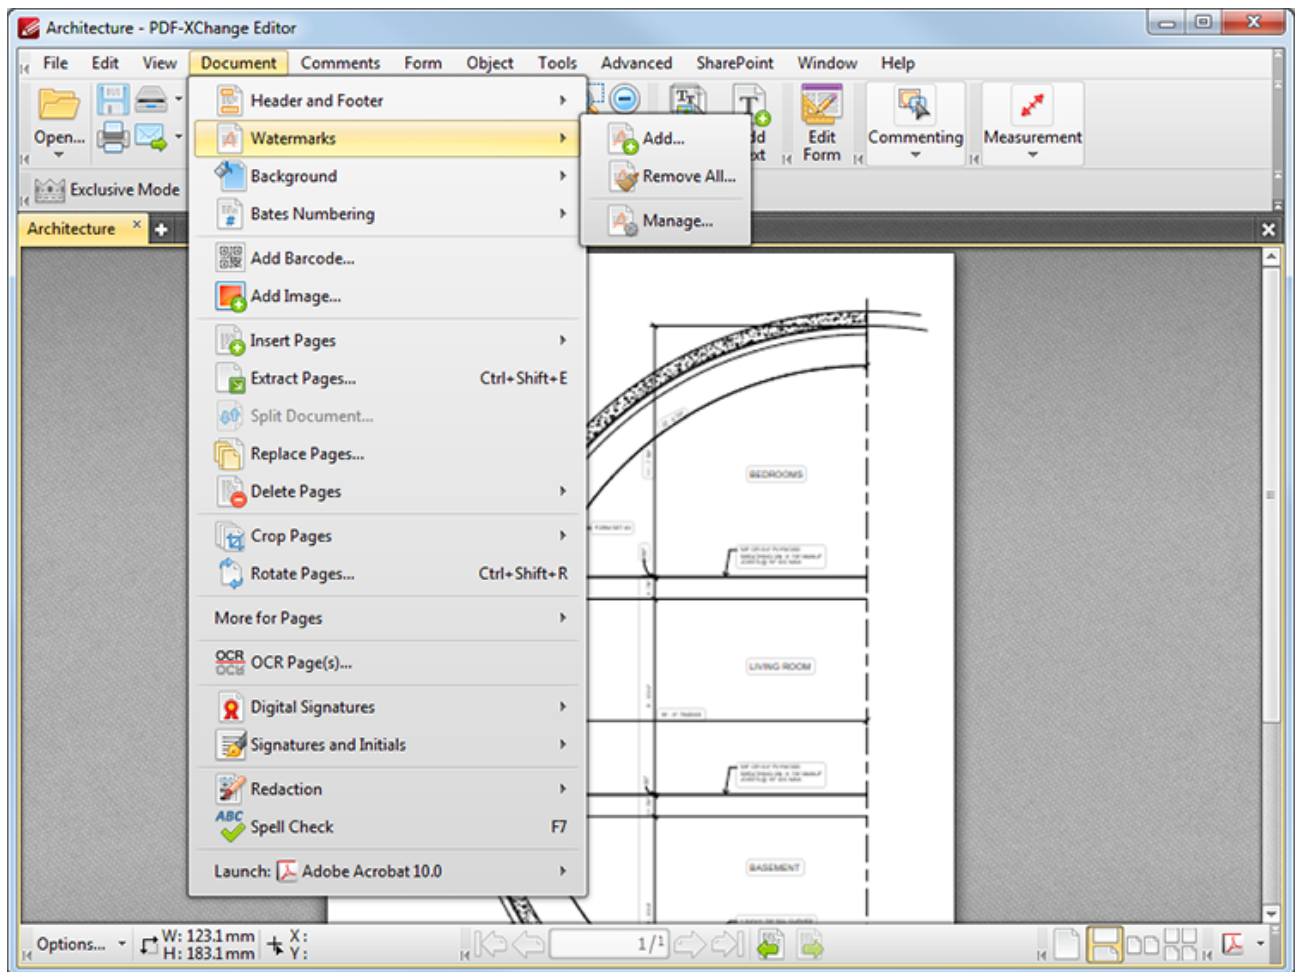 Architecture - PDF-XChange Editor
File Edit View Document Comments Form Object Tools Advanced SharePoint Window Help
Open...
Edit Form
Commenting
Measurement
Exclusive Mode
Architecture
Header and Footer
Watermarks
Background
Bates Numbering
Add Barcode...
Add Image...
Insert Pages
Extract Pages... Ctrl+Shift+E
Split Document...
Replace Pages...
Delete Pages
Crop Pages
Rotate Pages... Ctrl+Shift+R
More for Pages
OCR OCR Page(s)...
Digital Signatures
Signatures and Initials
Redaction
ABC Spell Check F7
Launch: Adobe Acrobat 10.0
Add...
Remove All...
Manage...
BEDROOMS
LIVING ROOM
BASEMENT
Options...
W: 123.1 mm
H: 183.1 mm
X:
Y:
1/1